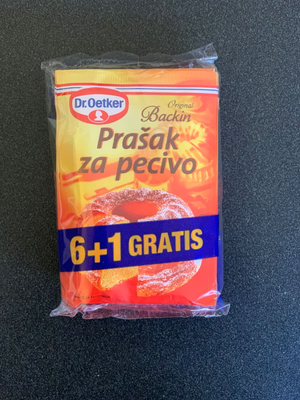 Dr.Oetker
Original
Backin
Prašak
za pecivo
6+1 GRATIS